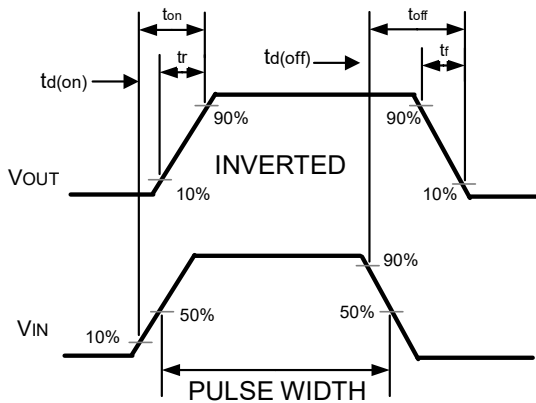 ton
toff
tr
td(off)
tf
td(on)
90%
90%
INVERTED
VOUT
10%
10%
90%
50%
50%
VIN
10%
PULSE WIDTH